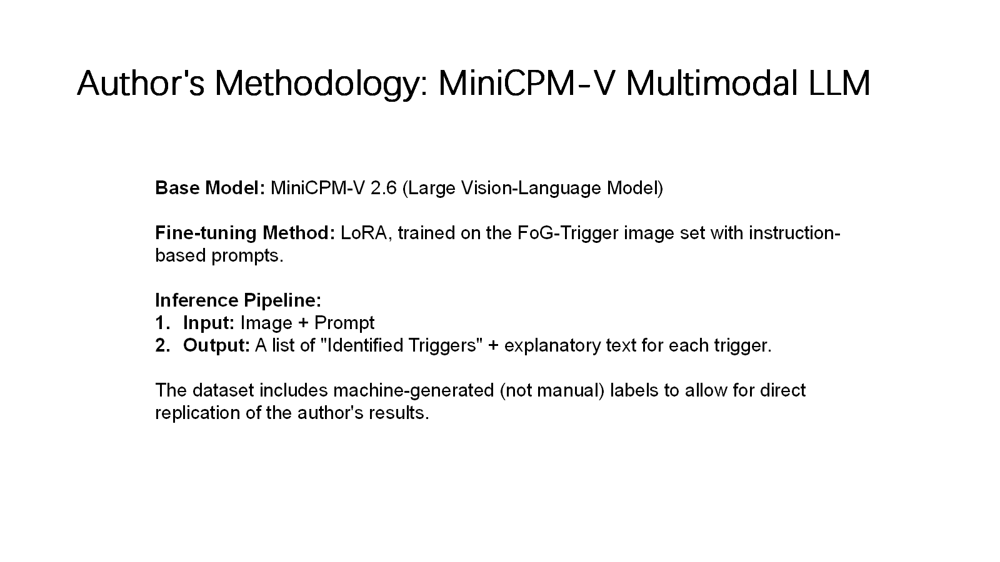 Author's Methodology: MiniCPM-V Multimodal LLM
Base Model: MiniCPM-V 2.6 (Large Vision-Language Model)
Fine-tuning Method: LoRA, trained on the FoG-Trigger image set with instruction-
based prompts.
Inference Pipeline:
1. Input: Image + Prompt
2. Output: A list of "Identified Triggers" + explanatory text for each trigger.
The dataset includes machine-generated (not manual) labels to allow for direct
replication of the author's results.